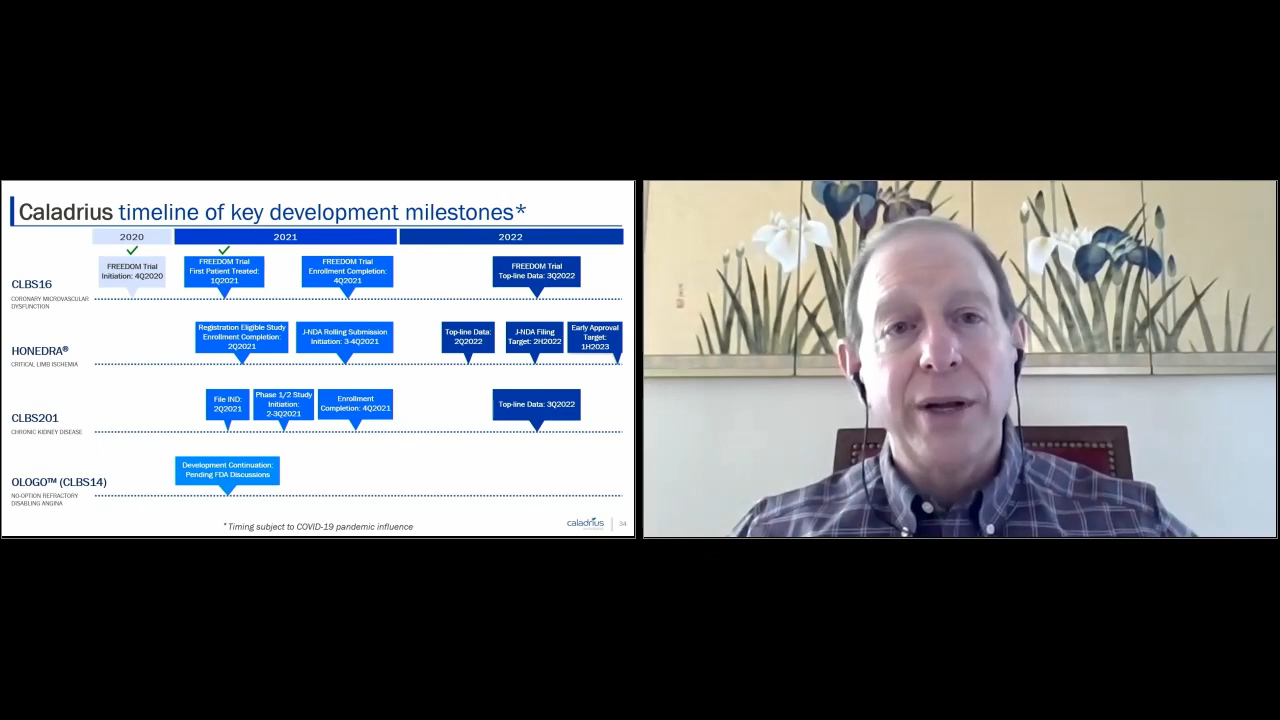 Caladrius timeline of key development milestones*
2020
2021
2022
CLBS16
CORONARY MICROVASCULAR
DYSFUNCTION
FREEDOM Trial
Initiation: 4Q2020
FREEDOM Trial
First Patient Treated:
1Q2021
FREEDOM Trial
Enrollment Completion:
4Q2021
FREEDOM Trial
Top-line Data: 3Q2022
HONEDRA®
CRITICAL LIMB ISCHEMIA
Registration Eligible Study
Enrollment Completion:
2Q2021
J-NDA Rolling Submission
Initiation: 3-4Q2021
Top-line Data:
2Q2022
J-NDA Filing
Target: 2H2022
Early Approval
Target:
1H2023
CLBS201
CHRONIC KIDNEY DISEASE
File IND:
2Q2021
Phase 1/2 Study
Initiation:
2-3Q2021
Enrollment
Completion: 4Q2021
Top-line Data: 3Q2022
OLOGO™ (CLBS14)
NO-OPTION REFRACTORY
DISABLING ANGINA
Development Continuation:
Pending FDA Discussions
* Timing subject to COVID-19 pandemic influence
caladrius
34